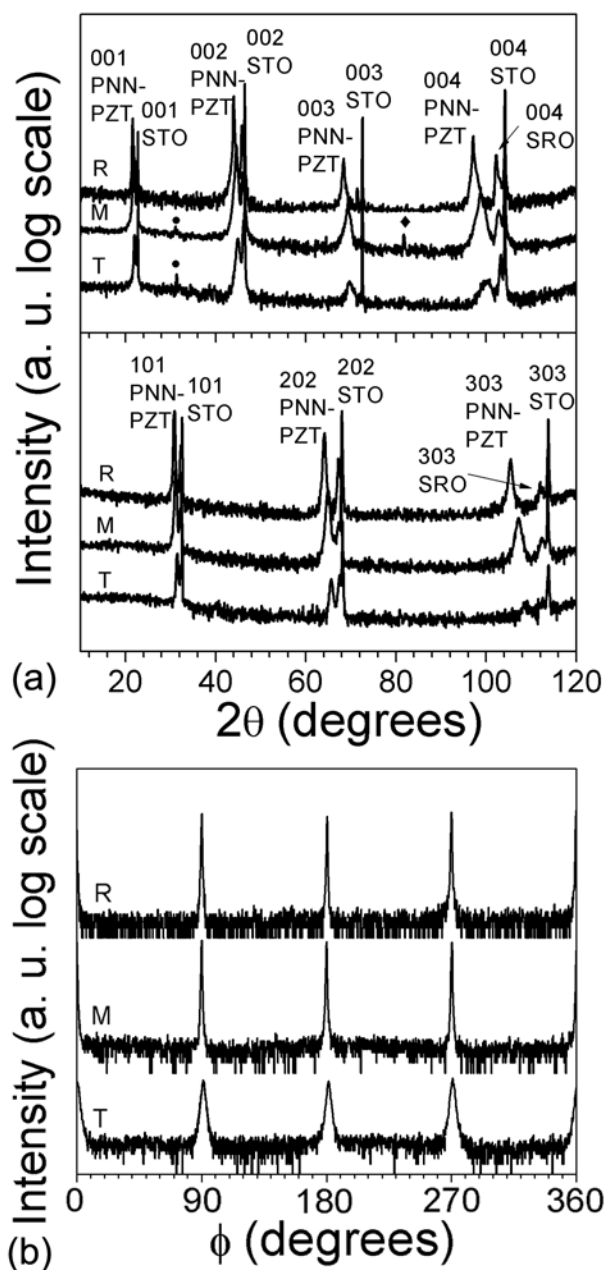 001
PNN-
PZT
001
STO
002
PNN-
PZT
002
STO
003
PNN-
PZT
003
STO
004
PNN-
PZT
004
STO
004
SRO
R
M
T
101
PNN-
PZT
101
STO
202
PNN-
PZT
202
STO
303
PNN-
PZT
303
STO
303
SRO
R
M
T
Intensity (a. u. log scale)
20 40 60 80 100 120
2θ (degrees)
(a)
R
M
T
Intensity (a. u. log scale)
0 90 180 270 360
ϕ (degrees)
(b)